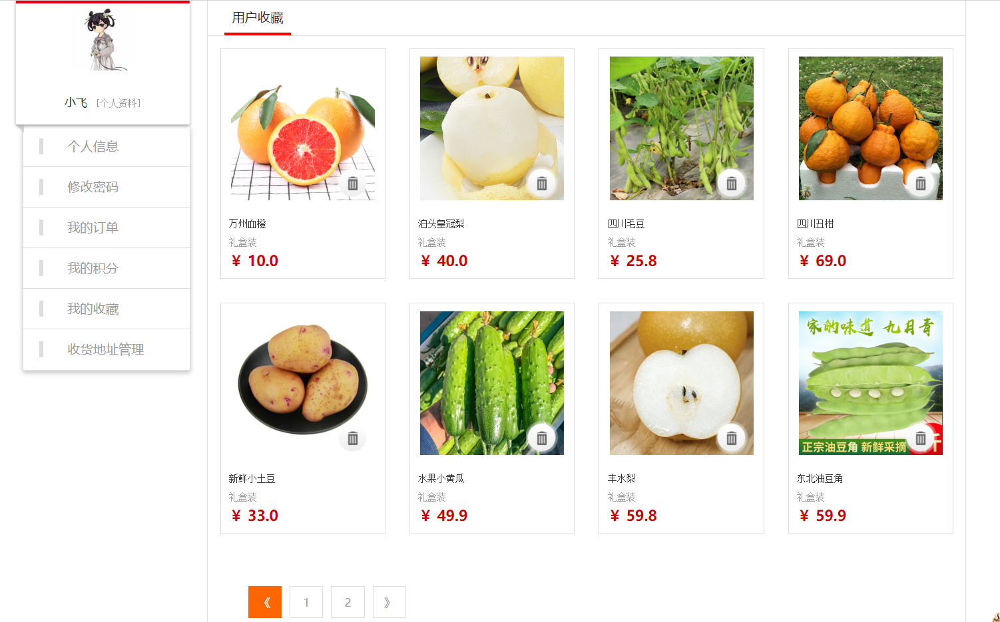 小飞 [个人资料]
个人信息
修改密码
我的订单
我的积分
我的收藏
收货地址管理
用户收藏
万州血橙
礼盒装
¥ 10.0
泊头皇冠梨
礼盒装
¥ 40.0
四川毛豆
礼盒装
¥ 25.8
四川丑柑
礼盒装
¥ 69.0
新鲜小土豆
礼盒装
¥ 33.0
水果小黄瓜
礼盒装
¥ 49.9
丰水梨
礼盒装
¥ 59.8
家的味道 九月青
正宗油豆角 新鲜采摘
东北油豆角
礼盒装
¥ 59.9
《 1 2 》